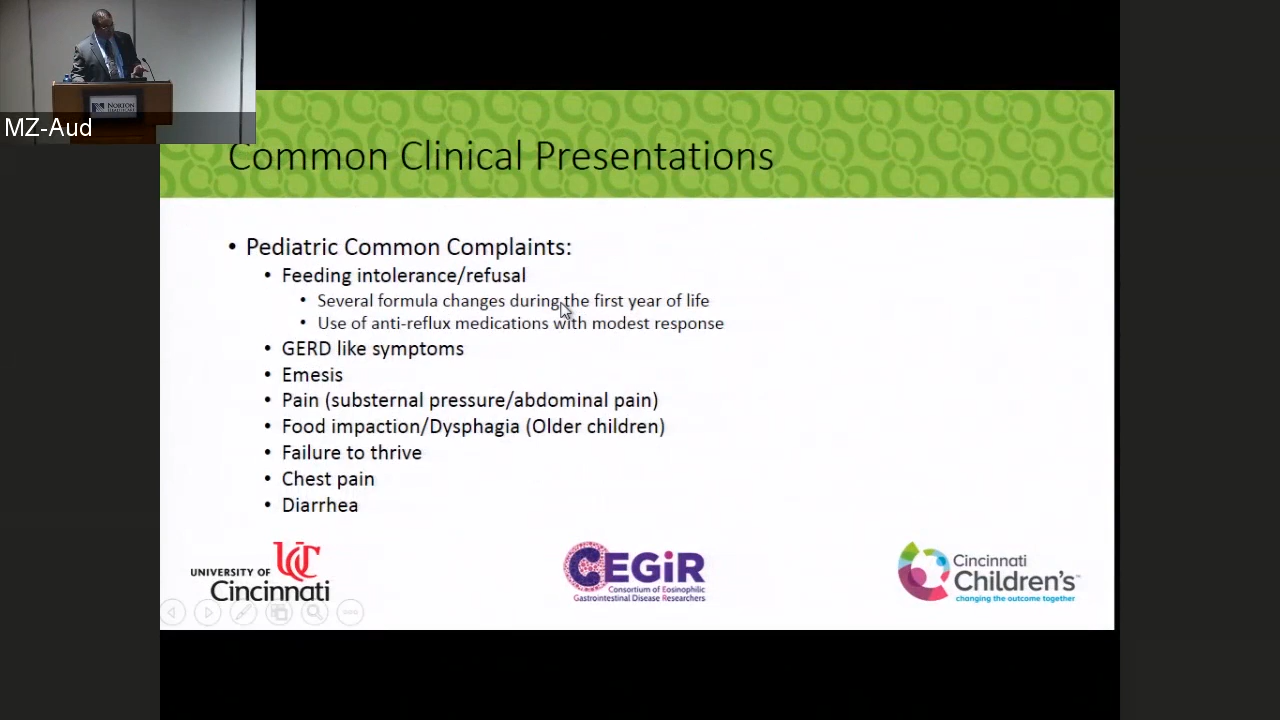 NORTON
MZ-Aud
Common Clinical Presentations
• Pediatric Common Complaints:
• Feeding intolerance/refusal
• Several formula changes during the first year of life
• Use of anti-reflux medications with modest response
• GERD like symptoms
• Emesis
• Pain (substernal pressure/abdominal pain)
• Food impaction/Dysphagia (Older children)
• Failure to thrive
• Chest pain
• Diarrhea
UC
UNIVERSITY OF
Cincinnati
CEGiR
Consortium of Eosinophilic
Gastrointestinal Disease Researchers
Cincinnati
Children's™
changing the outcome together